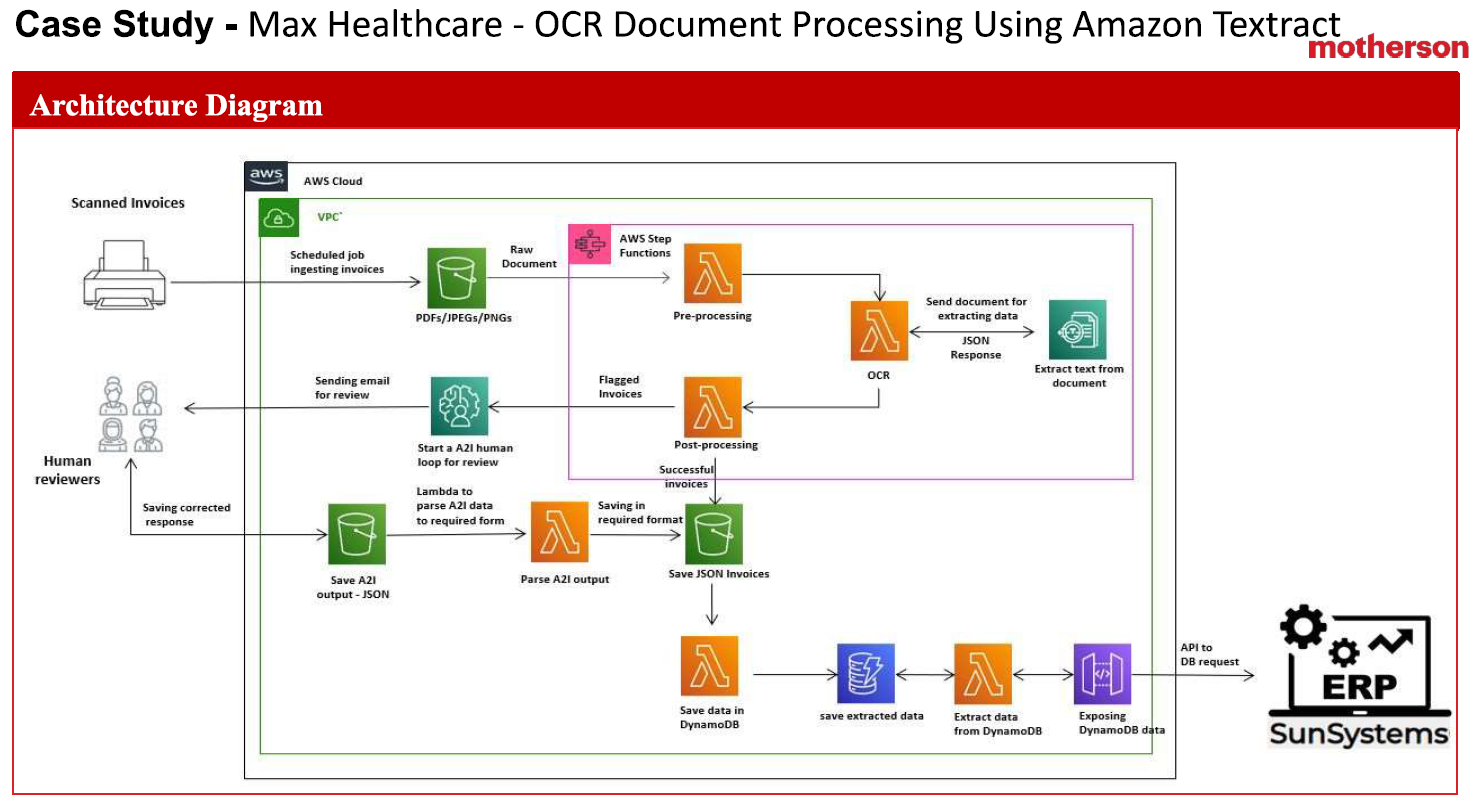 Case Study - Max Healthcare - OCR Document Processing Using Amazon Textract
motherson
Architecture Diagram
aws
AWS Cloud
VPC*
Scanned Invoices
Scheduled job
ingesting invoices
PDFs/JPEGs/PNGs
Raw
Document
AWS Step
Functions
Pre-processing
OCR
Send document for
extracting data
JSON
Response
Extract text from
document
Human
reviewers
Sending email
for review
Start a A2I human
loop for review
Flagged
Invoices
Post-processing
Successful
invoices
Saving corrected
response
Save A2I
output - JSON
Lambda to
parse A2I data
to required form
Parse A2I output
Saving in
required format
Save JSON Invoices
Save data in
DynamoDB
save extracted data
Extract data
from DynamoDB
Exposing
DynamoDB data
API to
DB request
ERP
SunSystems